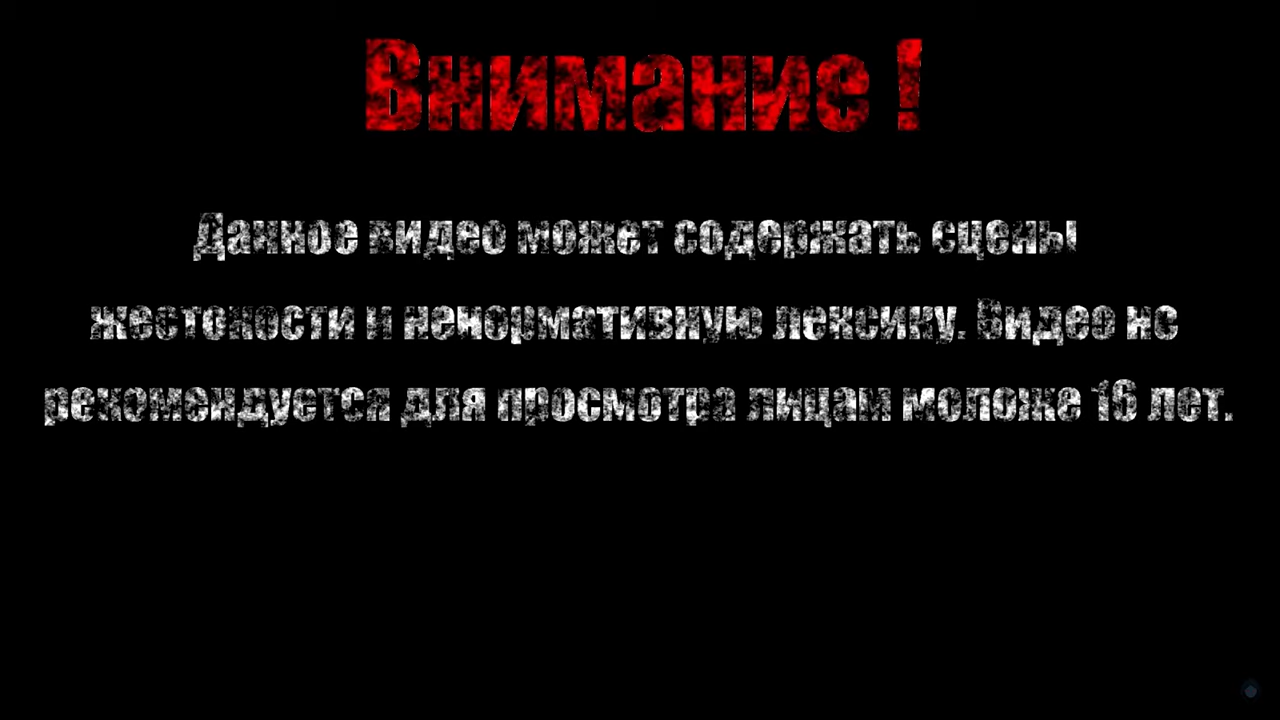 Внимание !
Данное видео может содержать сцены
жестокости и ненормативную лексику. Видео не
рекомендуется для просмотра лицам моложе 16 лет.